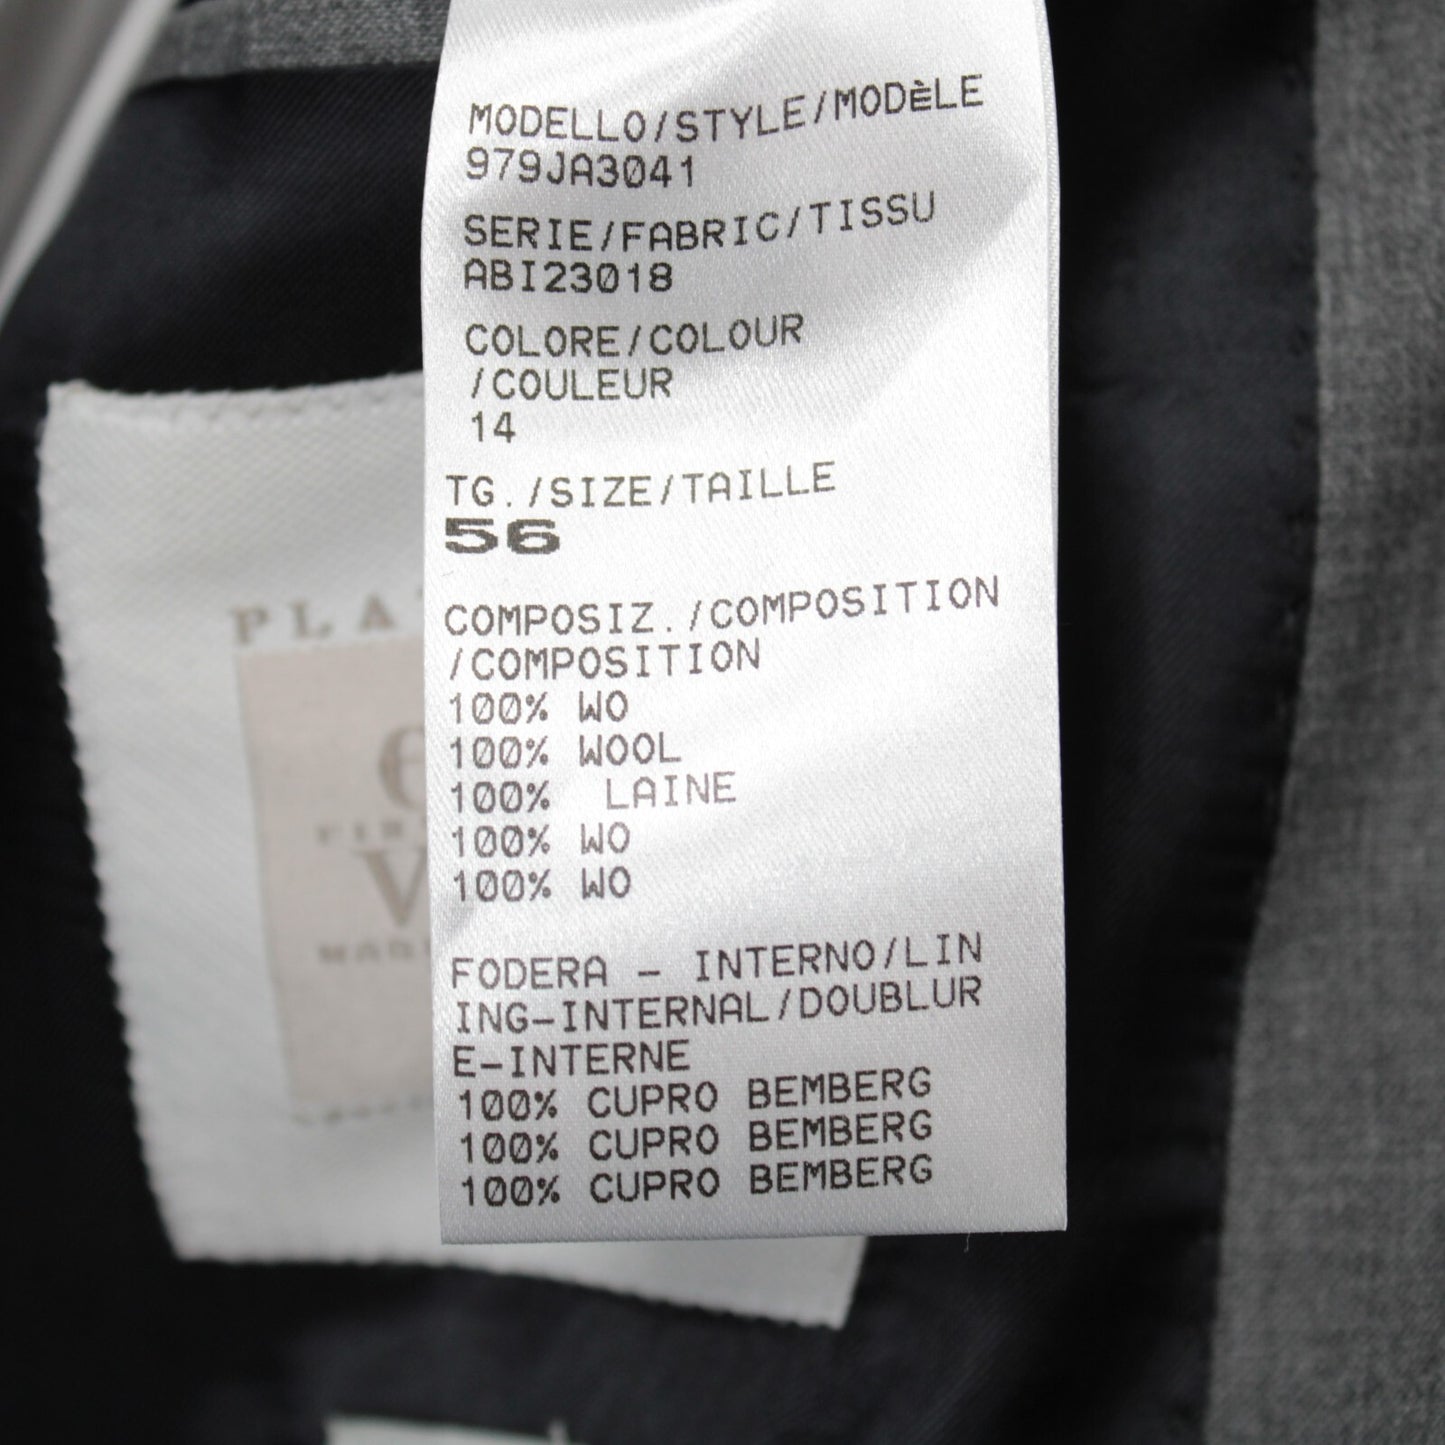 MODELLO/STYLE/MODÈLE
979JA3041
SERIE/FABRIC/TISSU
ABI23018
COLORE/COLOUR
/COULEUR
14
TG./SIZE/TAILLE
56
COMPOSIZ./COMPOSITION
/COMPOSITION
100% WO
100% WOOL
100% LAINE
100% WO
100% WO
FODERA - INTERNO/LIN
ING-INTERNAL/DOUBLUR
E-INTERNE
100% CUPRO BEMBERG
100% CUPRO BEMBERG
100% CUPRO BEMBERG